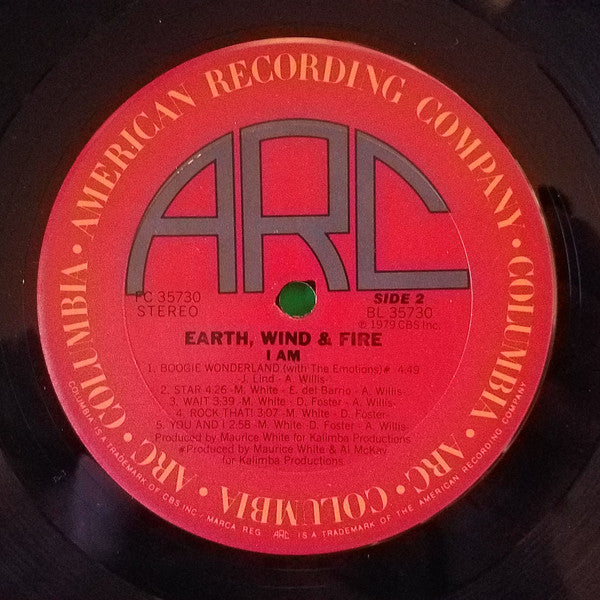 COLUMBIA • AMERICAN RECORDING COMPANY • COLUMBIA • ARC • COLUMBIA • ARC •
ARC
FC 35730
STEREO
SIDE 2
BL 35730
℗ 1979 CBS Inc.
EARTH, WIND & FIRE
I AM
1. BOOGIE WONDERLAND (with The Emotions)# 4:49
-J. Lind - A. Willis-
2. STAR 4:26 -M. White - E. del Barrio - A. Willis-
3. WAIT 3:39 -M. White - D. Foster-
4. ROCK THAT! 3:07 -M. White - D. Foster-
5. YOU AND I 2:58 -M. White - D. Foster - A. Willis-
Produced by Maurice White for Kalimba Productions
#Produced by Maurice White & Al McKay
for Kalimba Productions
COLUMBIA IS A TRADEMARK OF CBS INC. MARCA REG. ARC IS A TRADEMARK OF THE AMERICAN RECORDING COMPANY